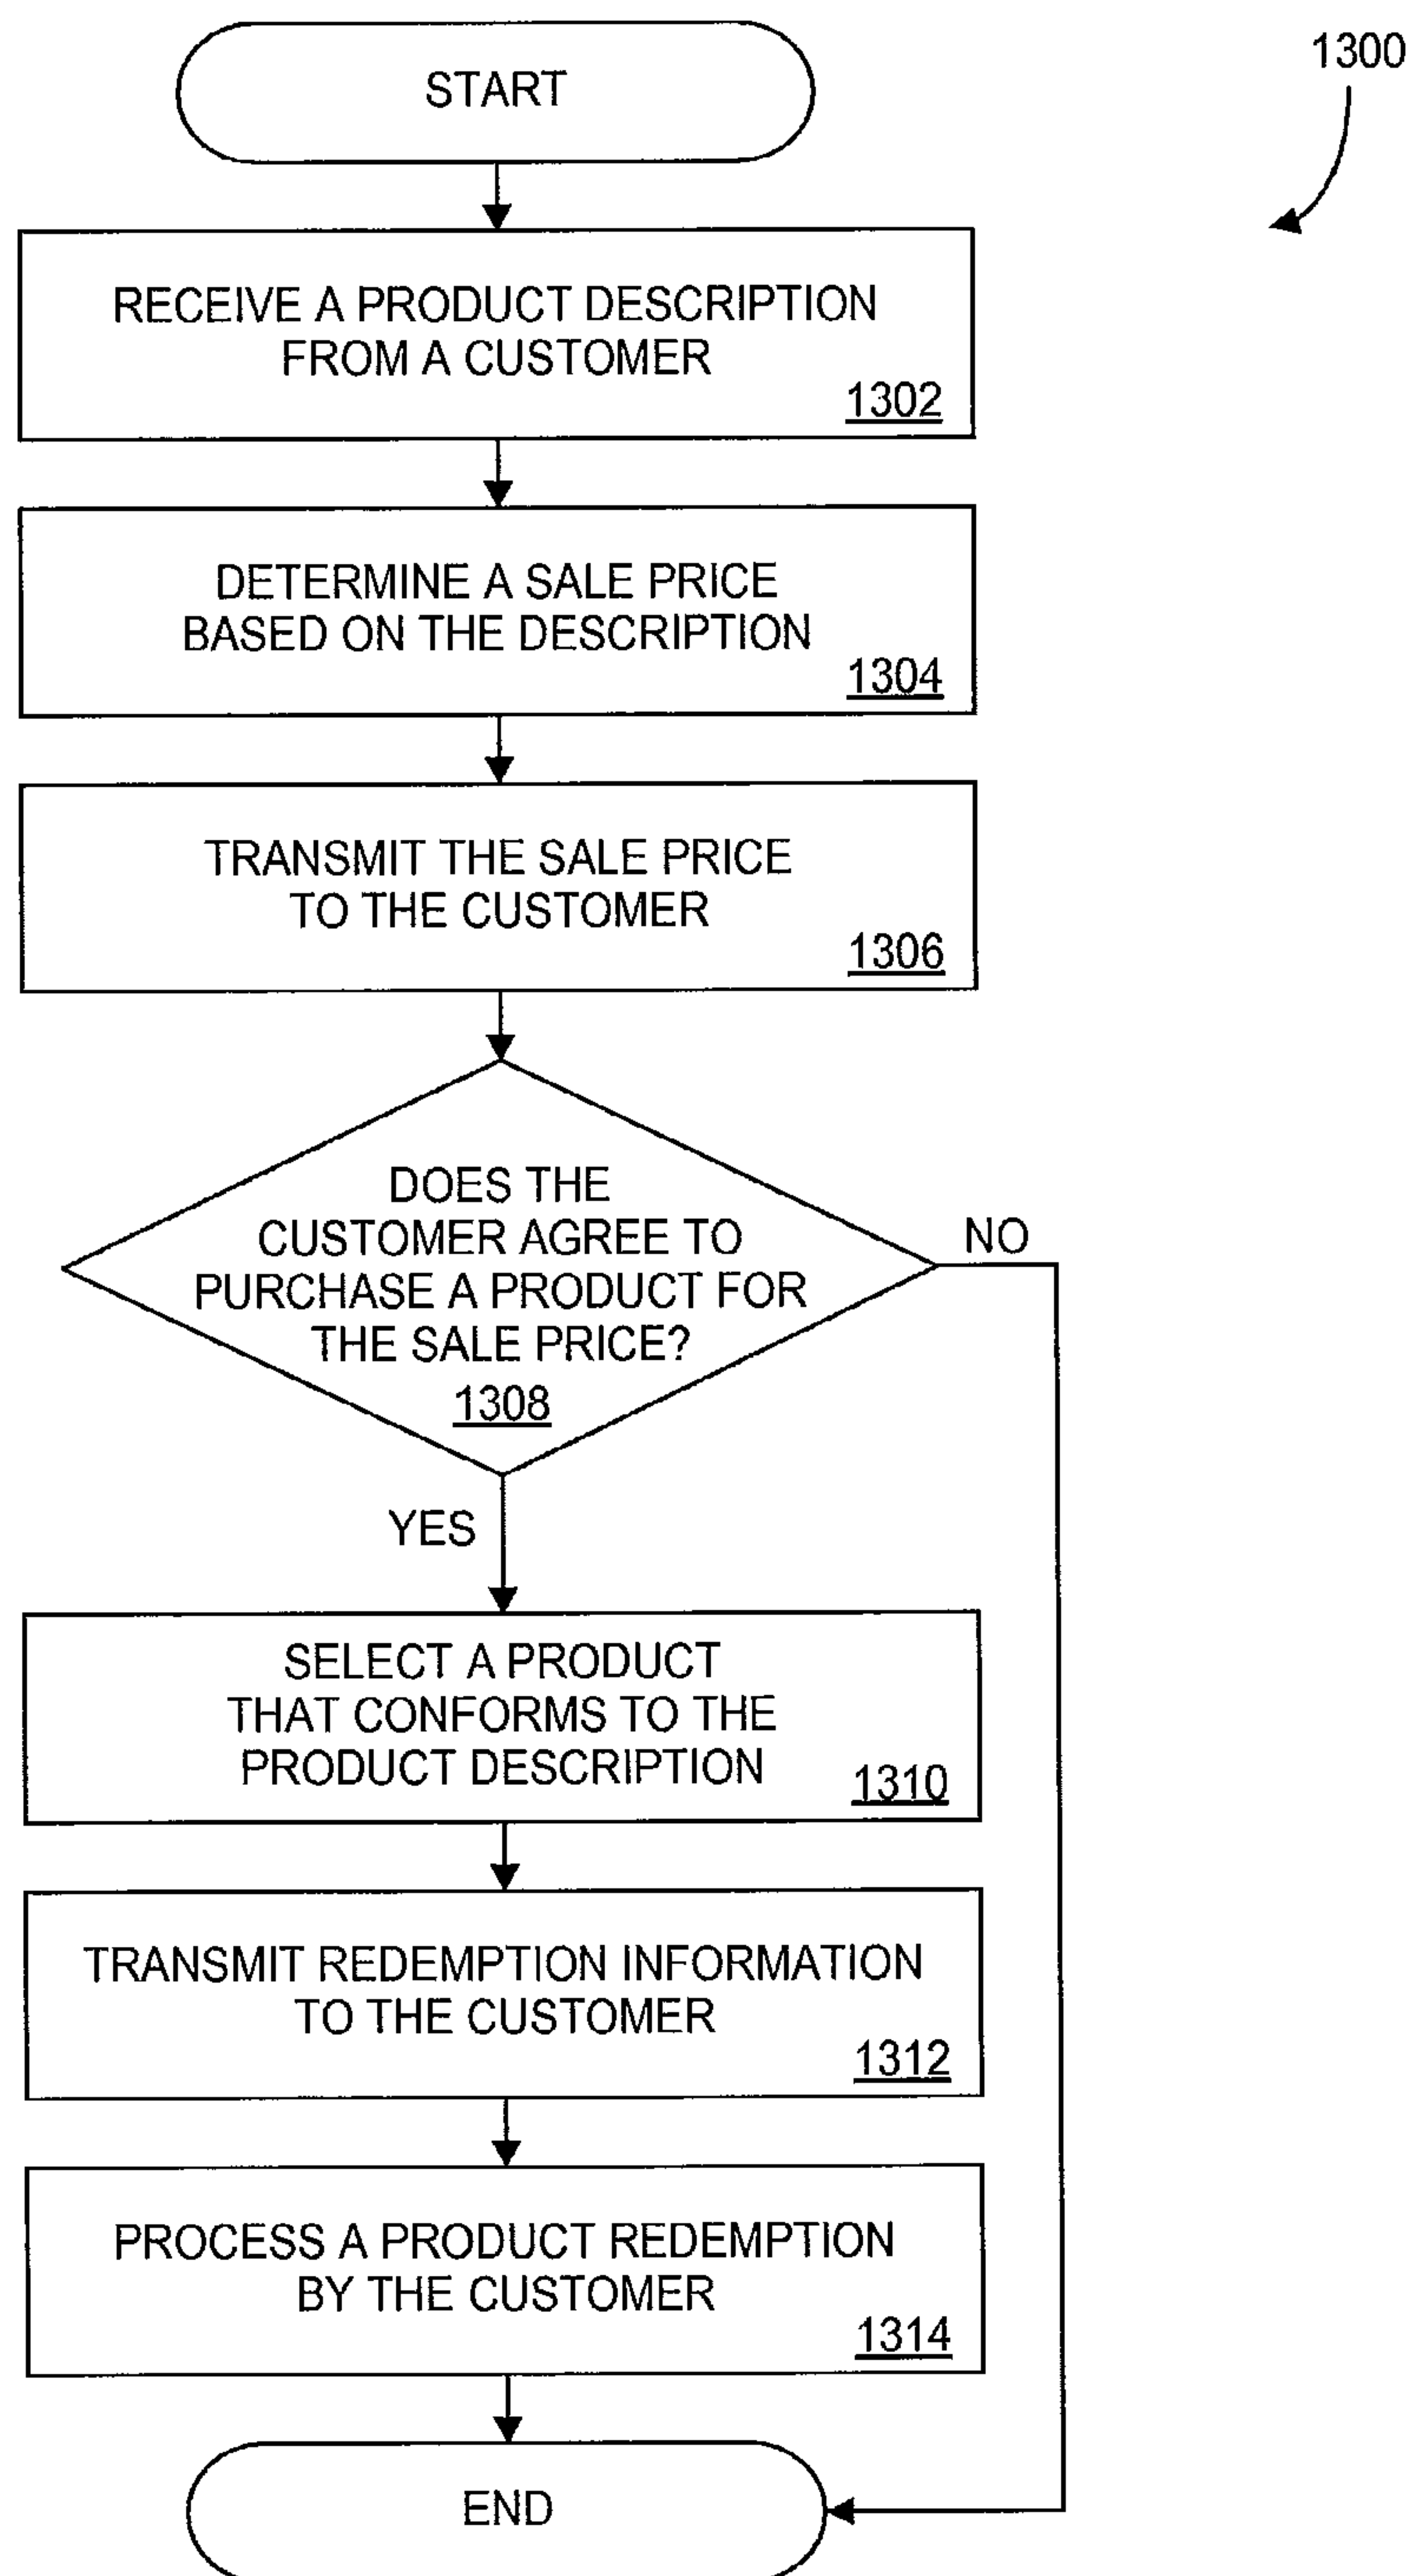 START
1300
RECEIVE A PRODUCT DESCRIPTION
FROM A CUSTOMER
1302
DETERMINE A SALE PRICE
BASED ON THE DESCRIPTION
1304
TRANSMIT THE SALE PRICE
TO THE CUSTOMER
1306
DOES THE
CUSTOMER AGREE TO
PURCHASE A PRODUCT FOR
THE SALE PRICE?
1308
NO
YES
SELECT A PRODUCT
THAT CONFORMS TO THE
PRODUCT DESCRIPTION
1310
TRANSMIT REDEMPTION INFORMATION
TO THE CUSTOMER
1312
PROCESS A PRODUCT REDEMPTION
BY THE CUSTOMER
1314
END